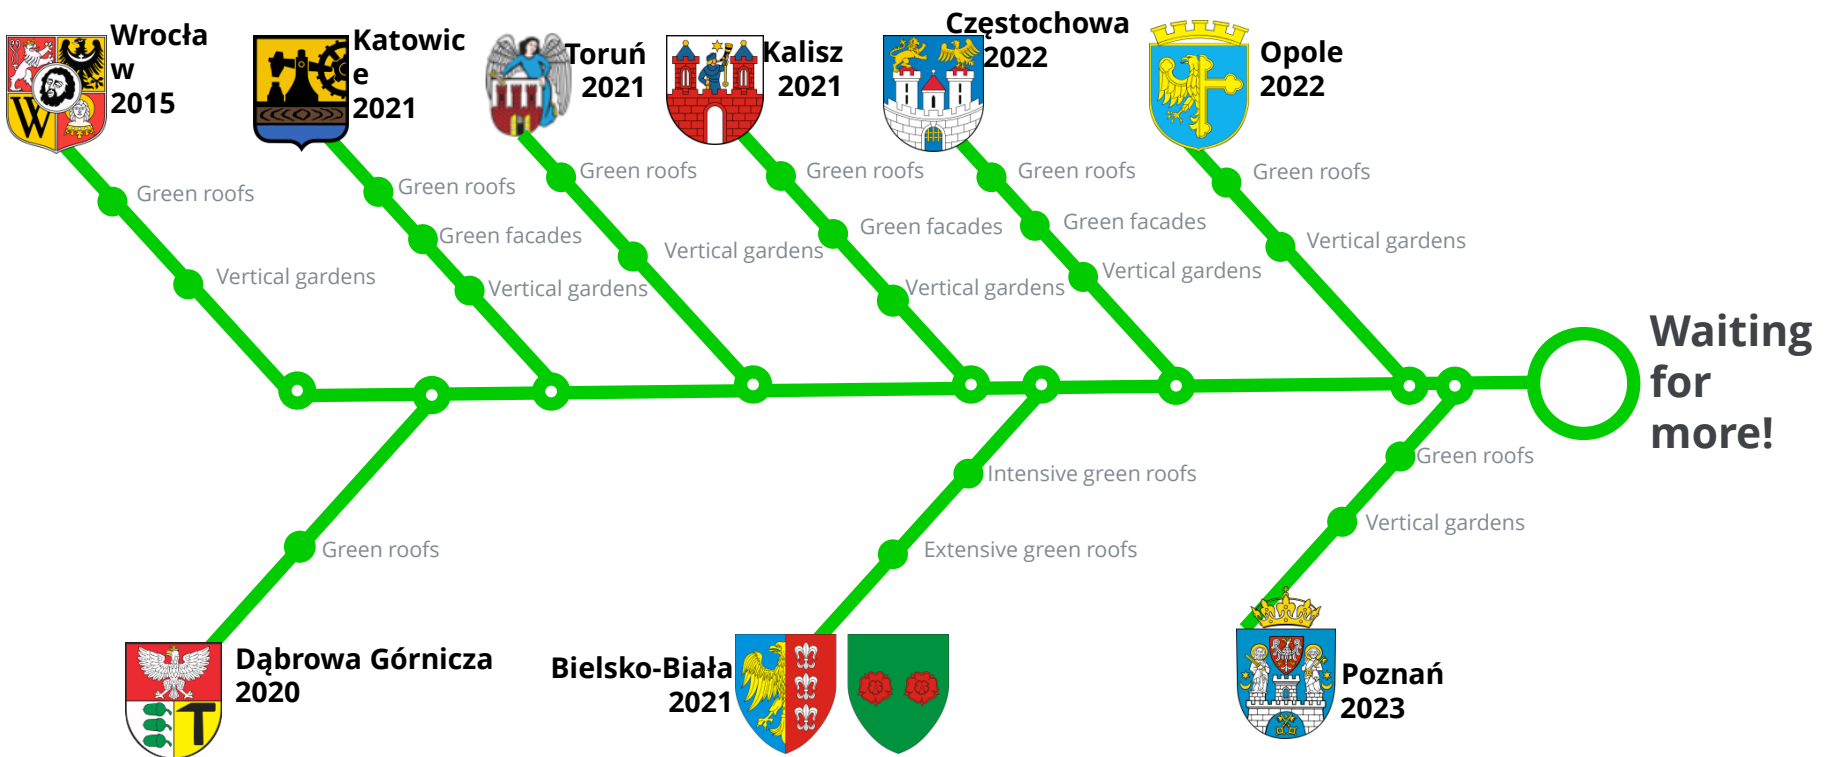 Wrocła
w
2015
Green roofs
Vertical gardens
Katowic
e
2021
Green roofs
Green facades
Vertical gardens
Toruń
2021
Green roofs
Vertical gardens
Kalisz
2021
Green roofs
Green facades
Vertical gardens
Częstochowa
2022
Green roofs
Green facades
Vertical gardens
Opole
2022
Green roofs
Vertical gardens
Waiting
for
more!
Green roofs
Dąbrowa Górnicza
2020
Intensive green roofs
Extensive green roofs
Bielsko-Biała
2021
Green roofs
Vertical gardens
Poznań
2023